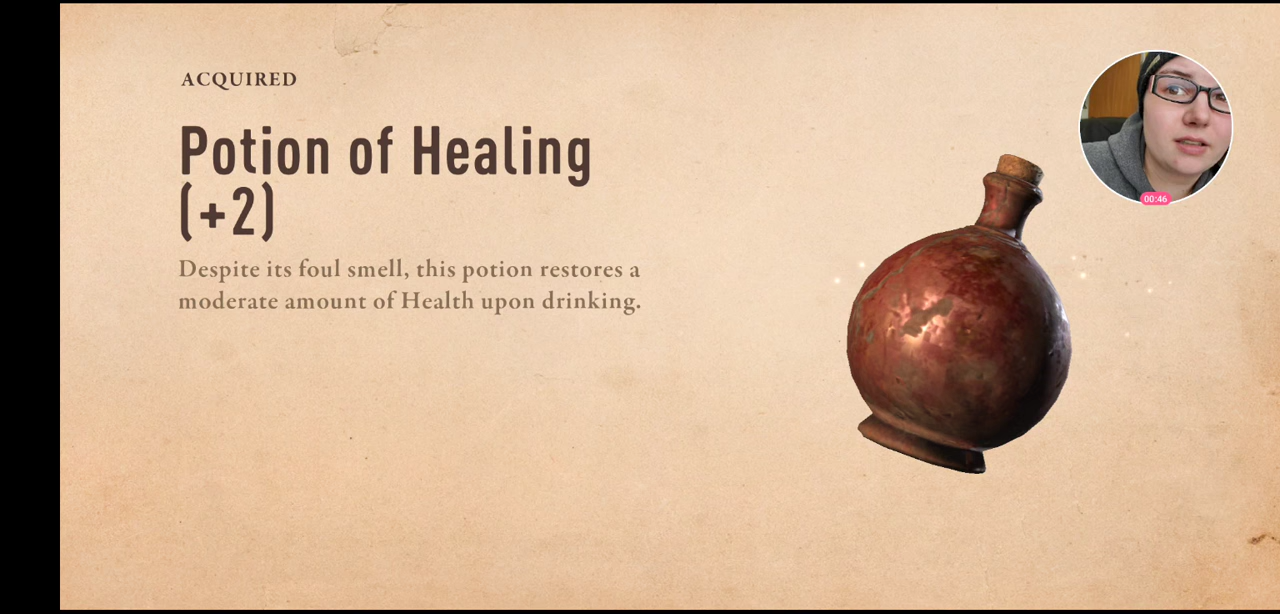 ACQUIRED
Potion of Healing
(+2)
Despite its foul smell, this potion restores a
moderate amount of Health upon drinking.
00:46